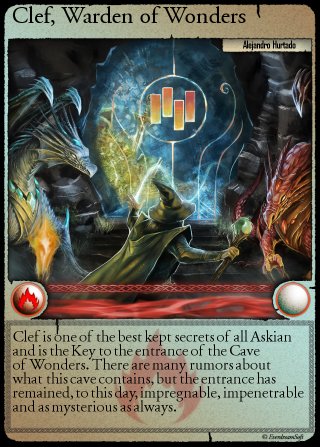 Clef, Warden of Wonders
Alejandro Hurtado
Clef is one of the best kept secrets of all Askian
and is the Key to the entrance of the Cave
of Wonders. There are many rumors about
what this cave contains, but the entrance has
remained, to this day, impregnable, impenetrable
and as mysterious as always.
© EverdreamSoft